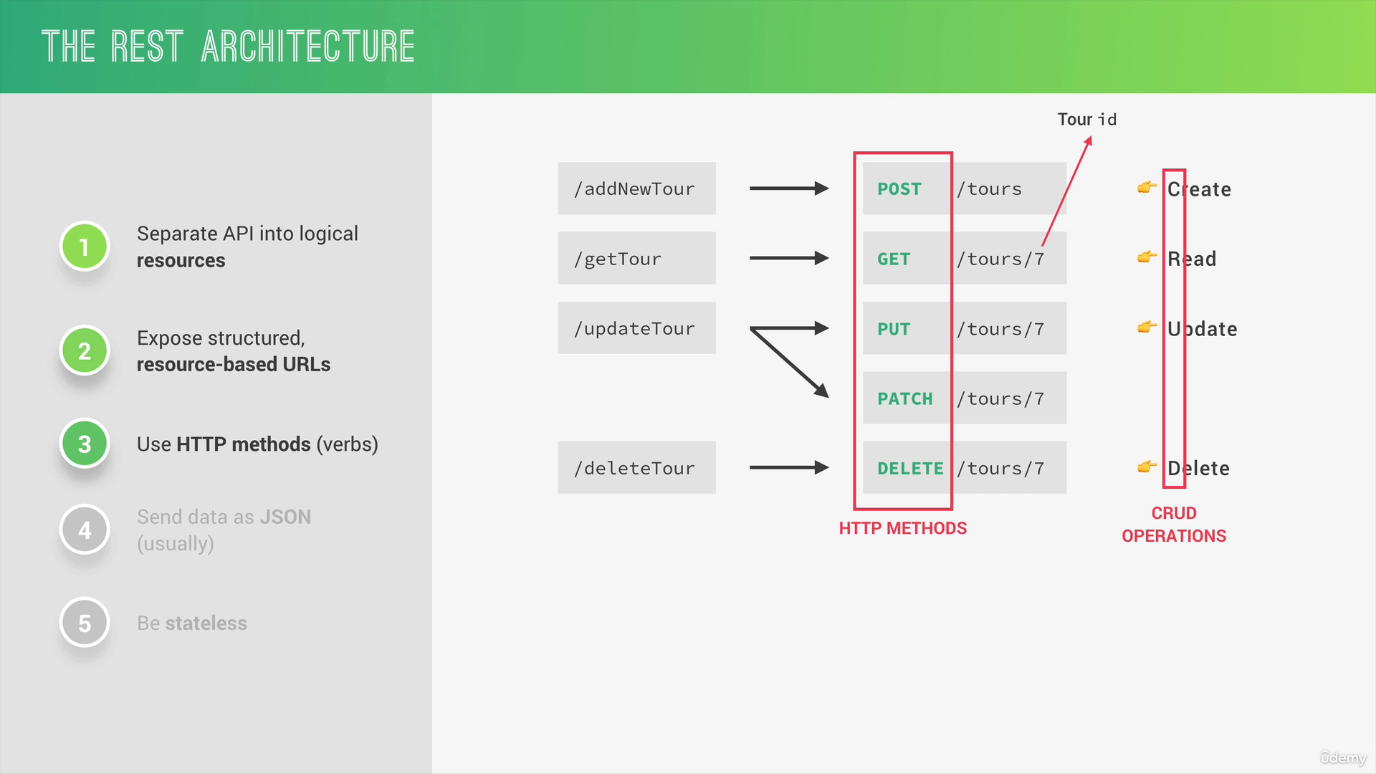 THE REST ARCHITECTURE
1
Separate API into logical
resources
2
Expose structured,
resource-based URLs
3
Use HTTP methods (verbs)
4
Send data as JSON
(usually)
5
Be stateless
Tour id
/addNewTour POST /tours Create
/getTour GET /tours/7 Read
/updateTour PUT /tours/7 Update
PATCH /tours/7
/deleteTour DELETE /tours/7 Delete
HTTP METHODS
CRUD
OPERATIONS
ûdemy